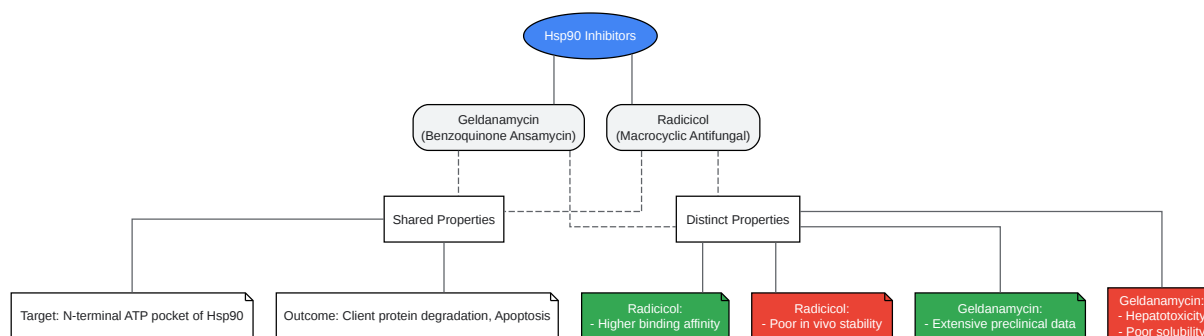 Hsp90 Inhibitors
Geldanamycin
(Benzoquinone Ansamycin)
Radicicol
(Macrocyclic Antifungal)
Shared Properties
Distinct Properties
Target: N-terminal ATP pocket of Hsp90
Outcome: Client protein degradation, Apoptosis
Radicicol:
- Higher binding affinity
Radicicol:
- Poor in vivo stability
Geldanamycin:
- Extensive preclinical data
Geldanamycin:
- Hepatotoxicity
- Poor solubility